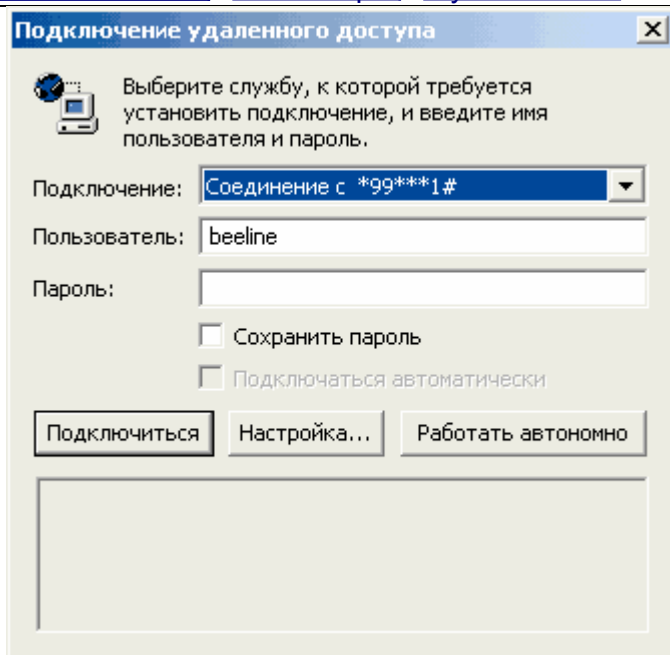 Подключение удаленного доступа
Выберите службу, к которой требуется
установить подключение, и введите имя
пользователя и пароль.
Подключение: Соединение с *99***1#
Пользователь: beeline
Пароль:
Сохранить пароль
Подключаться автоматически
Подключиться Настройка... Работать автономно